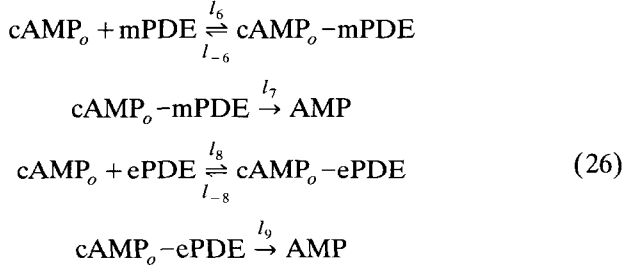 cAMPₒ + mPDE ⇌ cAMPₒ −mPDE l₆ l₋₆
cAMPₒ −mPDE → AMP l₇
cAMPₒ + ePDE ⇌ cAMPₒ −ePDE l₈ l₋₈ (26)
cAMPₒ −ePDE → AMP l₉